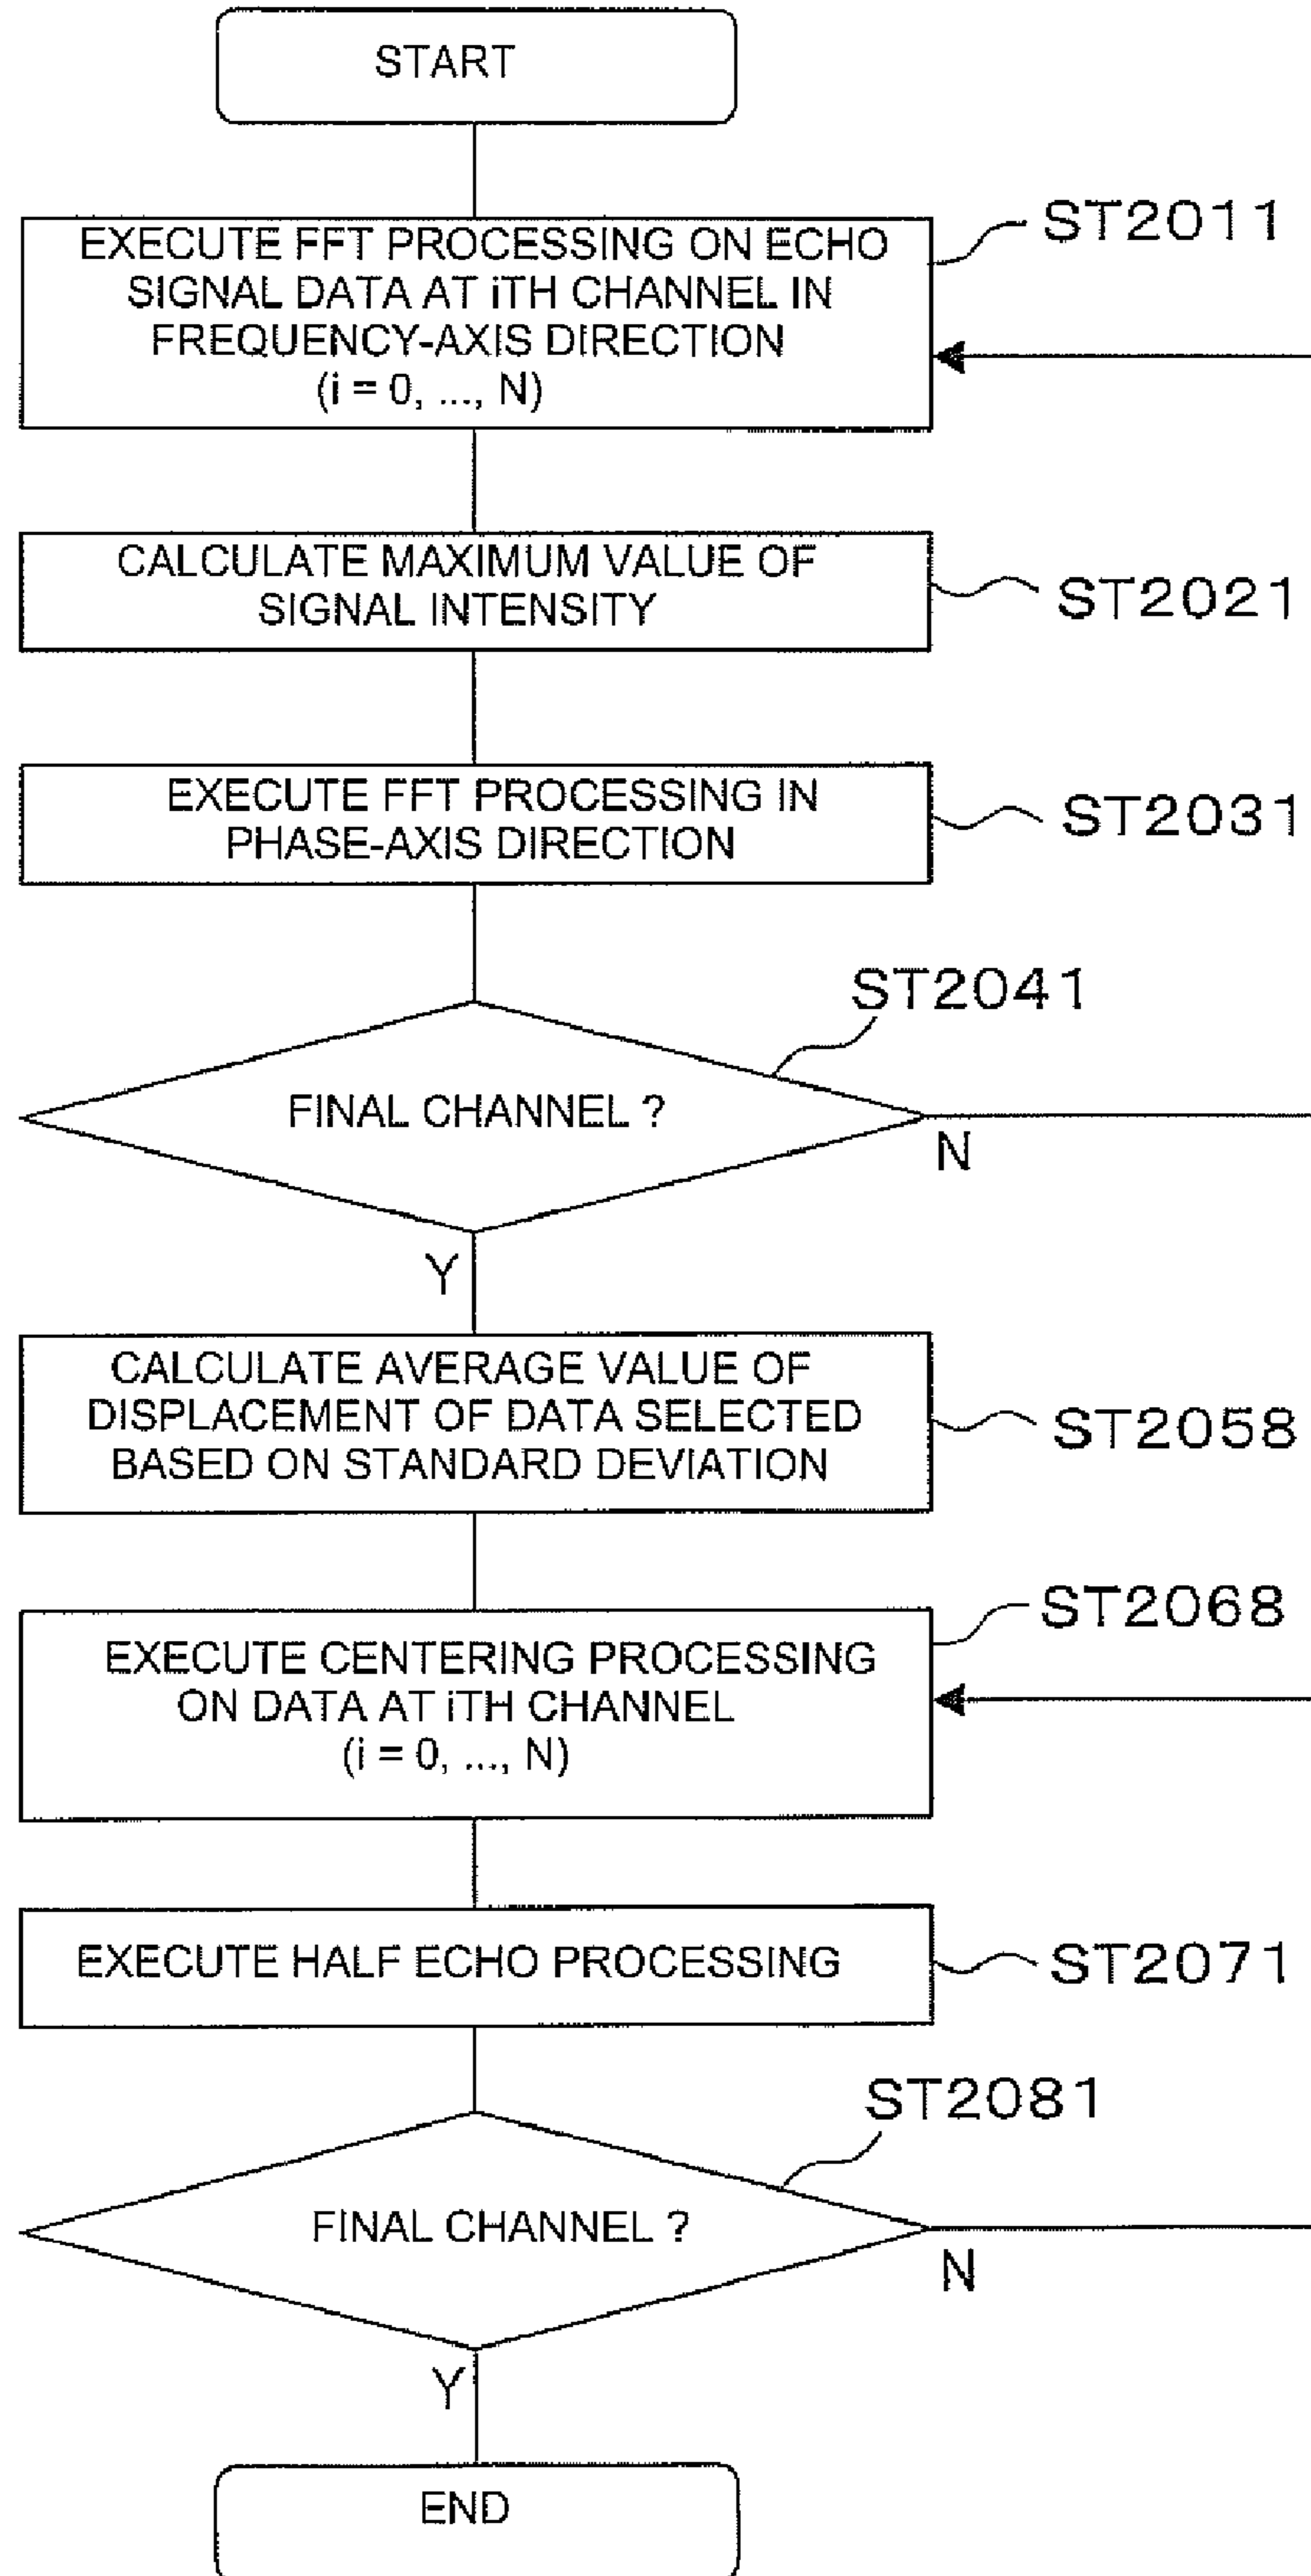 START
EXECUTE FFT PROCESSING ON ECHO
SIGNAL DATA AT iTH CHANNEL IN
FREQUENCY-AXIS DIRECTION
(i = 0, ..., N)
ST2011
CALCULATE MAXIMUM VALUE OF
SIGNAL INTENSITY
ST2021
EXECUTE FFT PROCESSING IN
PHASE-AXIS DIRECTION
ST2031
ST2041
FINAL CHANNEL ?
N
Y
CALCULATE AVERAGE VALUE OF
DISPLACEMENT OF DATA SELECTED
BASED ON STANDARD DEVIATION
ST2058
EXECUTE CENTERING PROCESSING
ON DATA AT iTH CHANNEL
(i = 0, ..., N)
ST2068
EXECUTE HALF ECHO PROCESSING
ST2071
ST2081
FINAL CHANNEL ?
N
Y
END